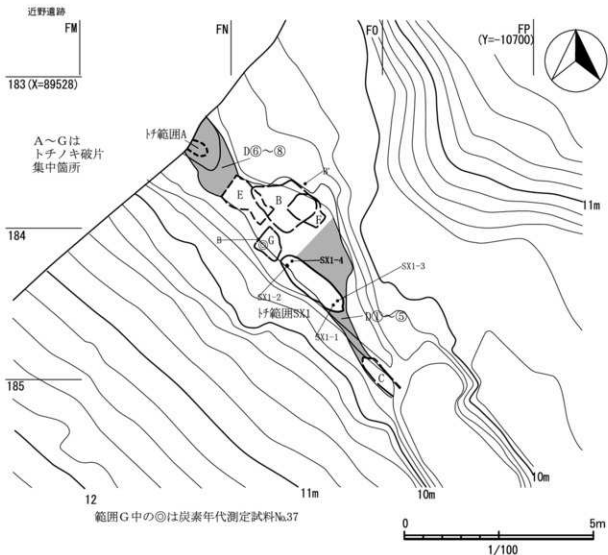 近野遺跡
FM
FN
FO
FP
(Y=-10700)
183 (X=89528)
A～Gは
トチノキ破片
集中箇所
トチ範囲A
D⑥～⑧
B'
E
B
F
11m
184
B
G
SX1-4
SX1-3
SX1-2
トチ範囲SX1
D①～⑤
SX1-1
C
185
12
11m
10m
10m
範囲G中の◎は炭素年代測定試料№37
0
5m
1/100